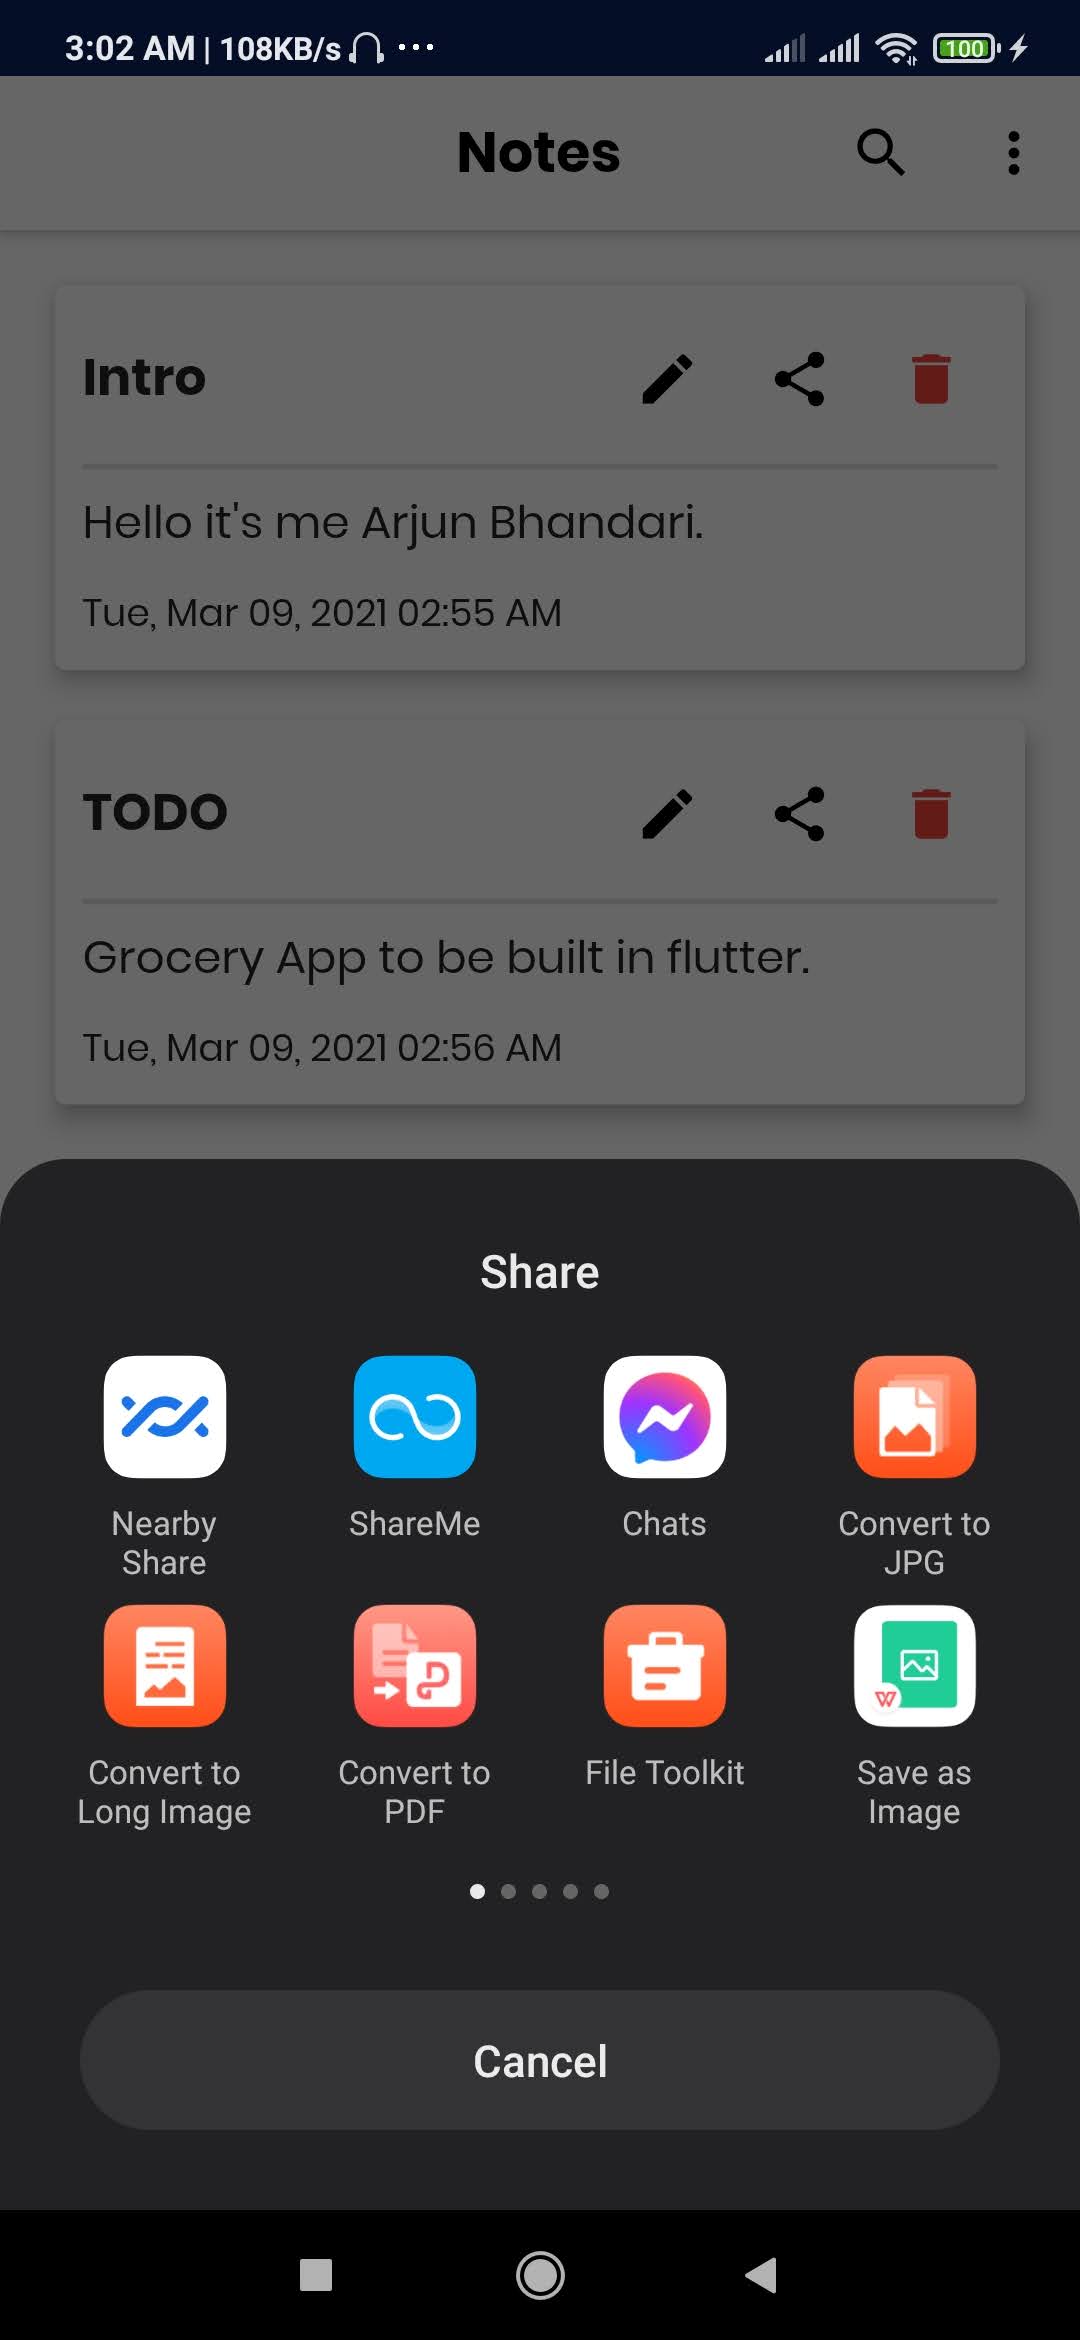 3:02 AM | 108KB/s ... 100
Notes
Intro
Hello it's me Arjun Bhandari.
Tue, Mar 09, 2021 02:55 AM
TODO
Grocery App to be built in flutter.
Tue, Mar 09, 2021 02:56 AM
Share
Nearby
Share
ShareMe
Chats
Convert to
JPG
Convert to
Long Image
Convert to
PDF
File Toolkit
Save as
Image
Cancel